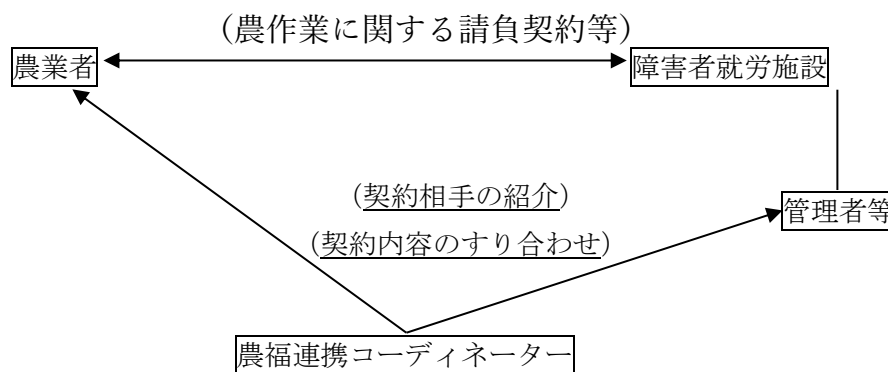 (農作業に関する請負契約等)
農業者
障害者就労施設
(契約相手の紹介)
管理者等
(契約内容のすり合わせ)
農福連携コーディネーター